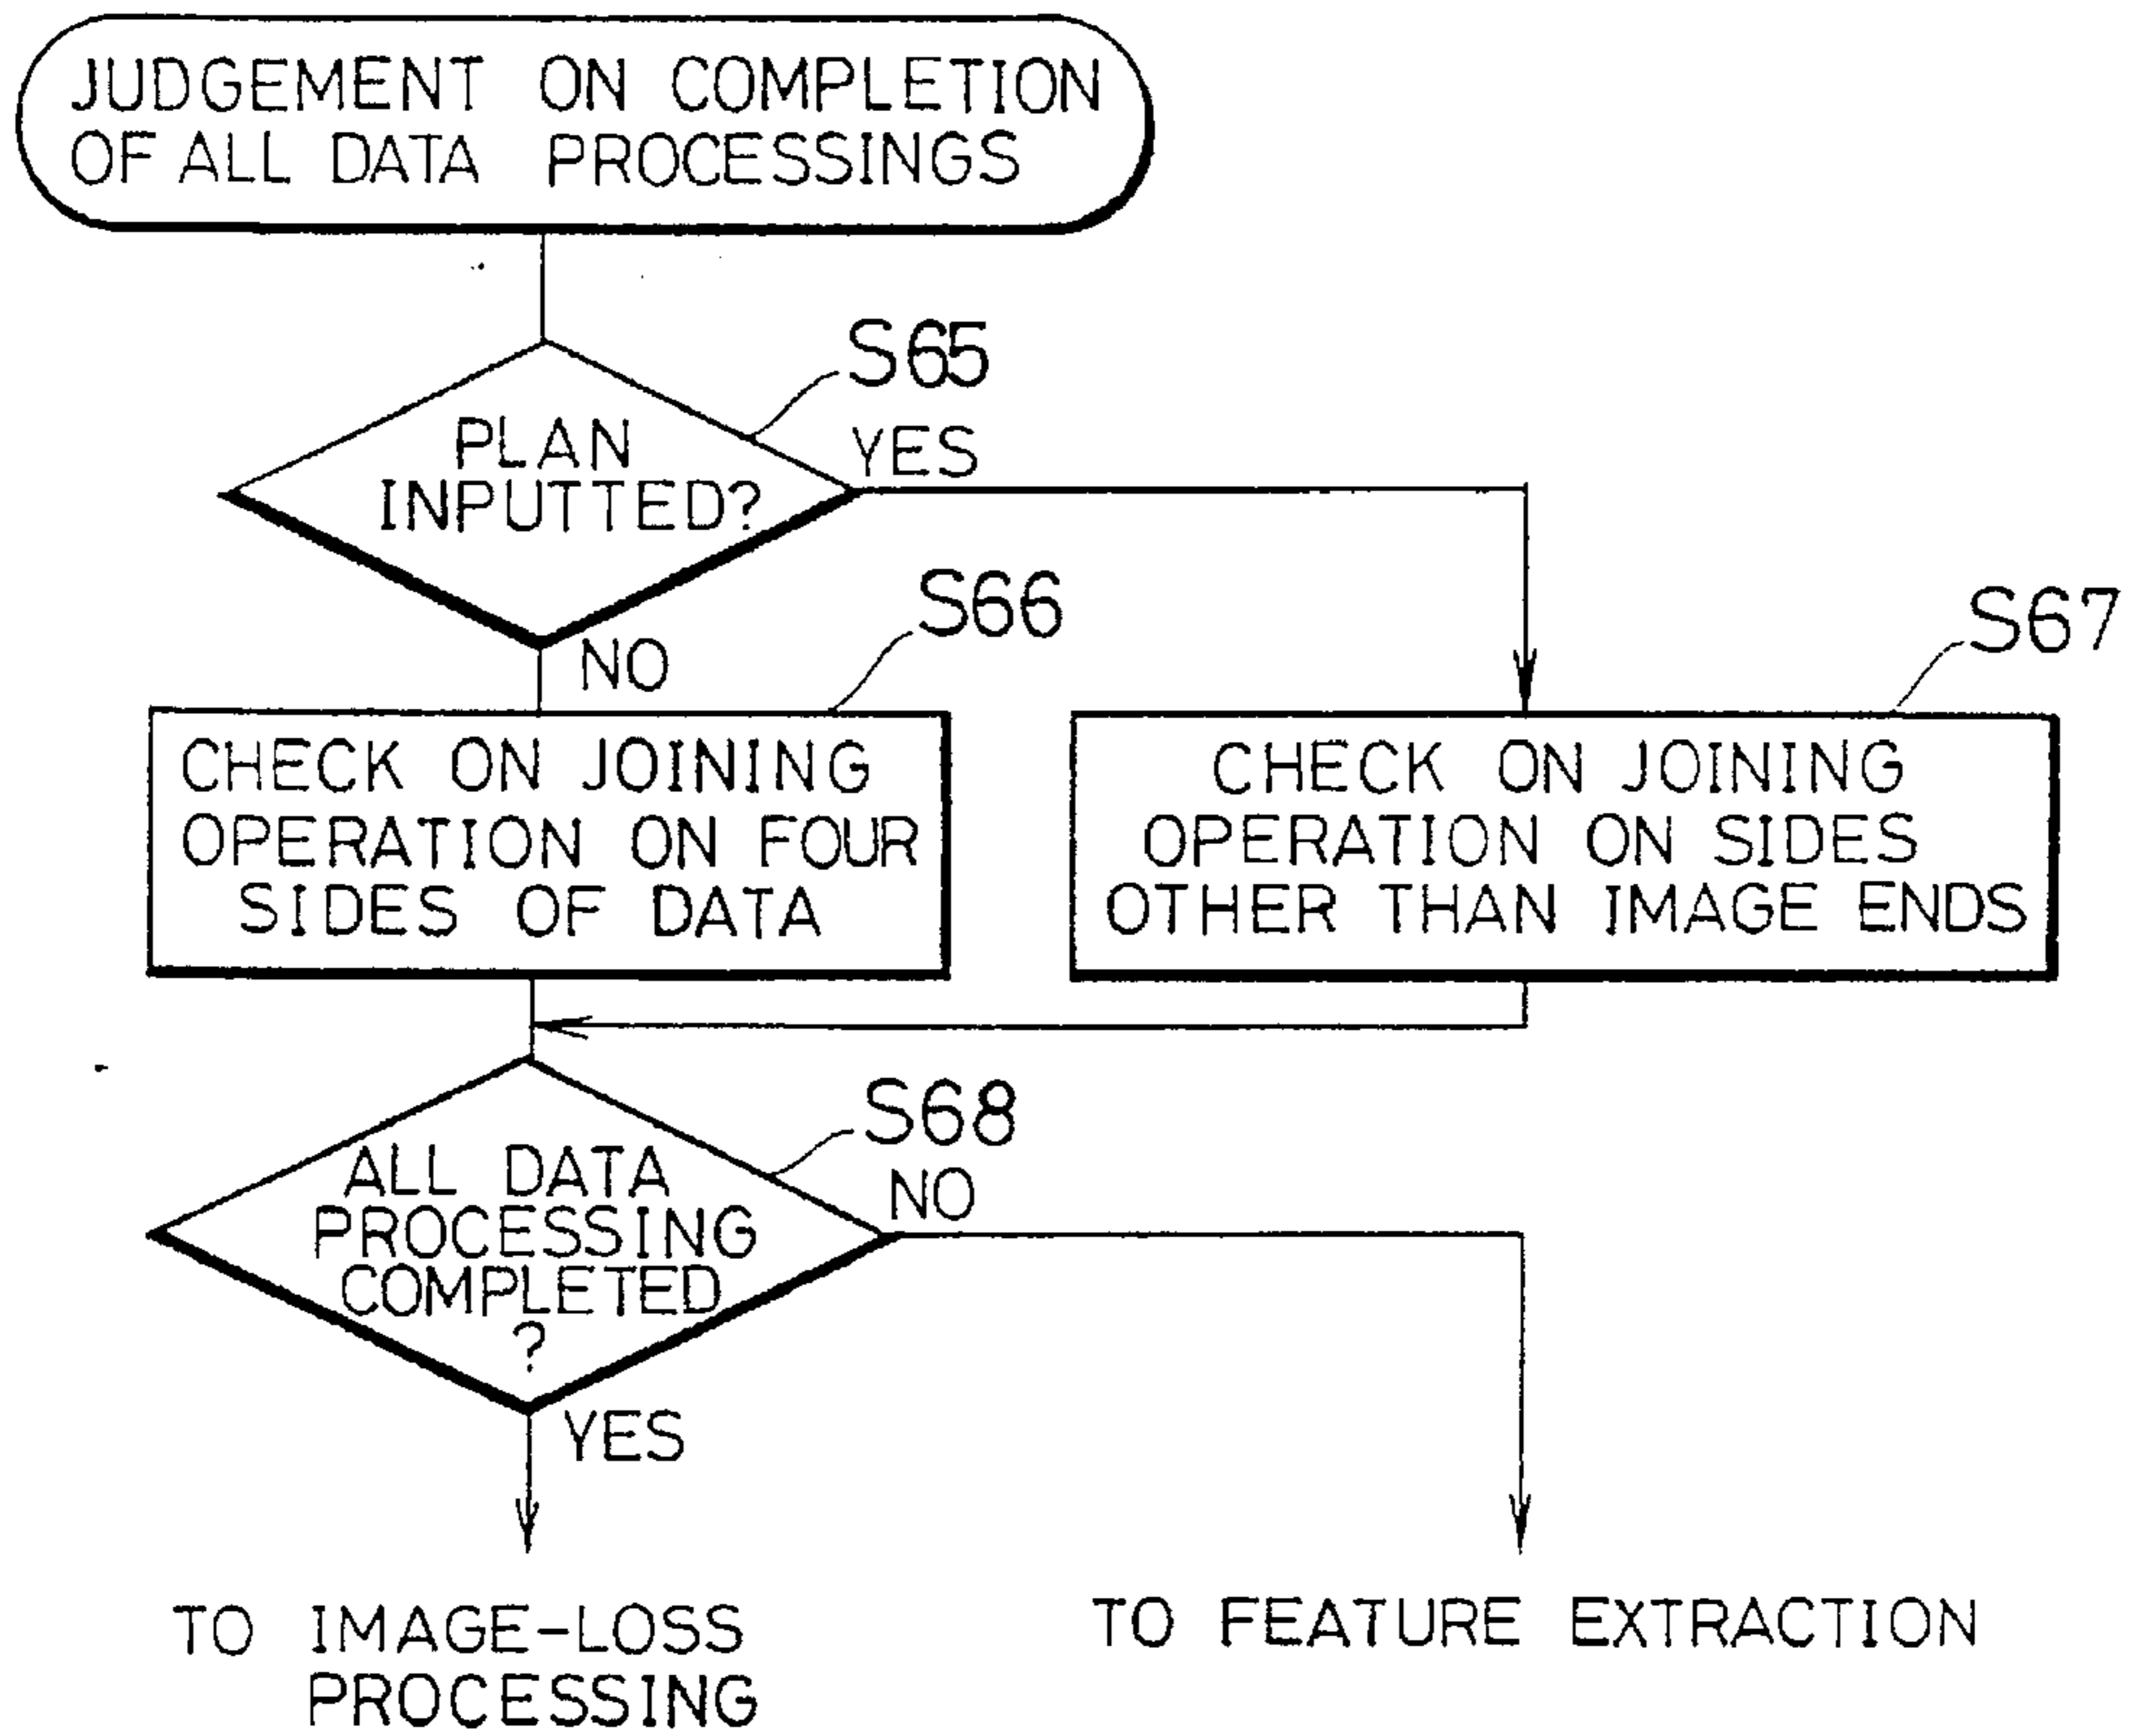 JUDGEMENT ON COMPLETION
OF ALL DATA PROCESSINGS
S65
PLAN
INPUTTED?
YES
NO
S66
CHECK ON JOINING
OPERATION ON FOUR
SIDES OF DATA
S67
CHECK ON JOINING
OPERATION ON SIDES
OTHER THAN IMAGE ENDS
S68
ALL DATA
PROCESSING
COMPLETED
?
NO
YES
TO IMAGE-LOSS
PROCESSING
TO FEATURE EXTRACTION